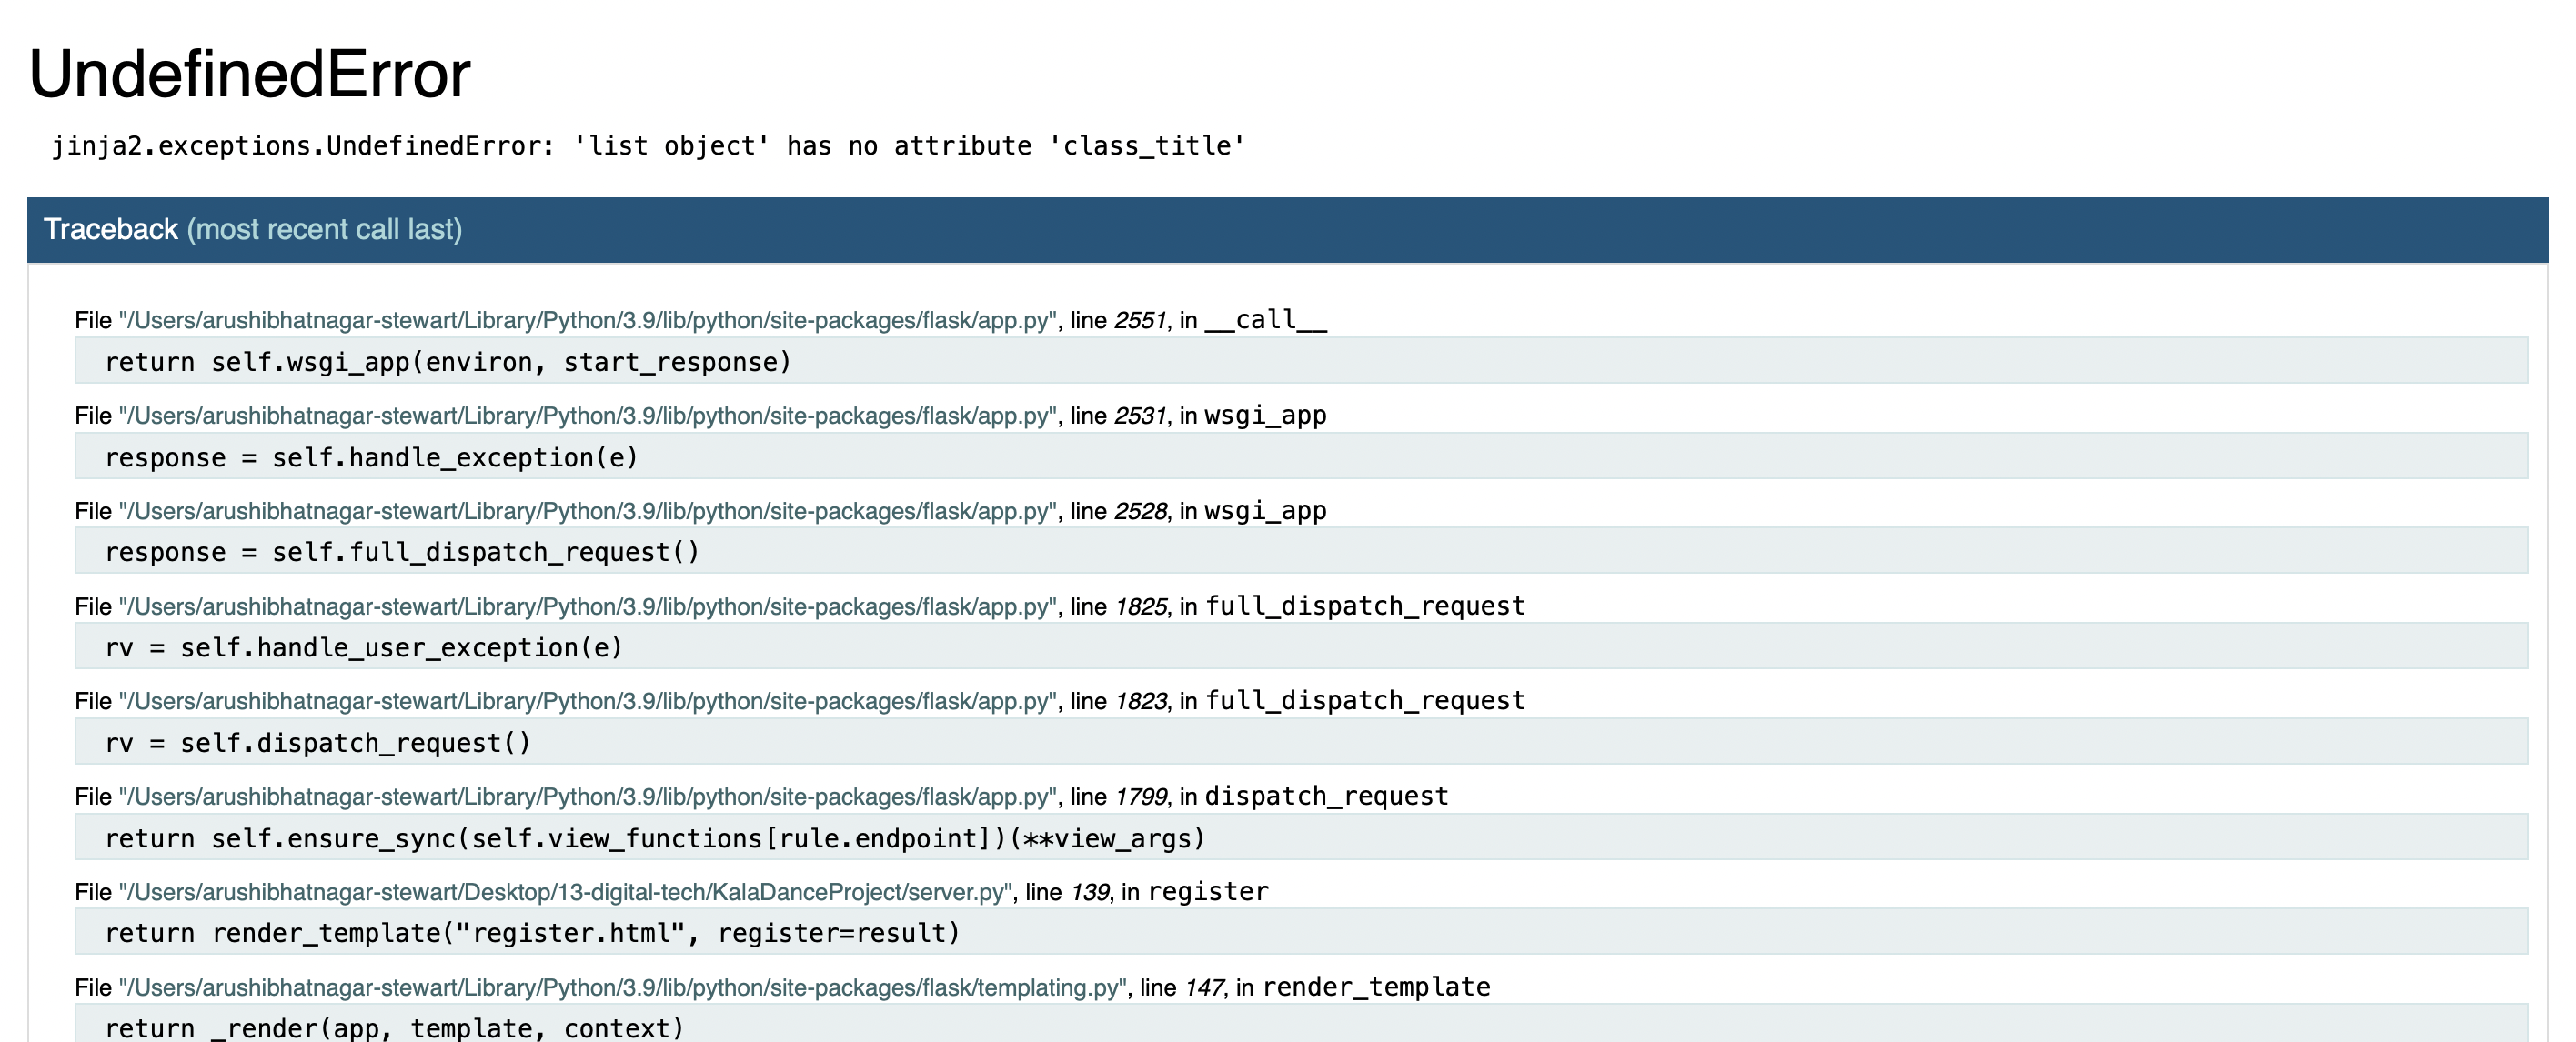 UndefinedError
jinja2.exceptions.UndefinedError: 'list object' has no attribute 'class_title'
Traceback (most recent call last)
File "/Users/arushibhatnagar-stewart/Library/Python/3.9/lib/python/site-packages/flask/app.py", line 2551, in __call__
return self.wsgi_app(environ, start_response)
File "/Users/arushibhatnagar-stewart/Library/Python/3.9/lib/python/site-packages/flask/app.py", line 2531, in wsgi_app
response = self.handle_exception(e)
File "/Users/arushibhatnagar-stewart/Library/Python/3.9/lib/python/site-packages/flask/app.py", line 2528, in wsgi_app
response = self.full_dispatch_request()
File "/Users/arushibhatnagar-stewart/Library/Python/3.9/lib/python/site-packages/flask/app.py", line 1825, in full_dispatch_request
rv = self.handle_user_exception(e)
File "/Users/arushibhatnagar-stewart/Library/Python/3.9/lib/python/site-packages/flask/app.py", line 1823, in full_dispatch_request
rv = self.dispatch_request()
File "/Users/arushibhatnagar-stewart/Library/Python/3.9/lib/python/site-packages/flask/app.py", line 1799, in dispatch_request
return self.ensure_sync(self.view_functions[rule.endpoint])(**view_args)
File "/Users/arushibhatnagar-stewart/Desktop/13-digital-tech/KalaDanceProject/server.py", line 139, in register
return render_template("register.html", register=result)
File "/Users/arushibhatnagar-stewart/Library/Python/3.9/lib/python/site-packages/flask/templating.py", line 147, in render_template
return _render(app, template, context)